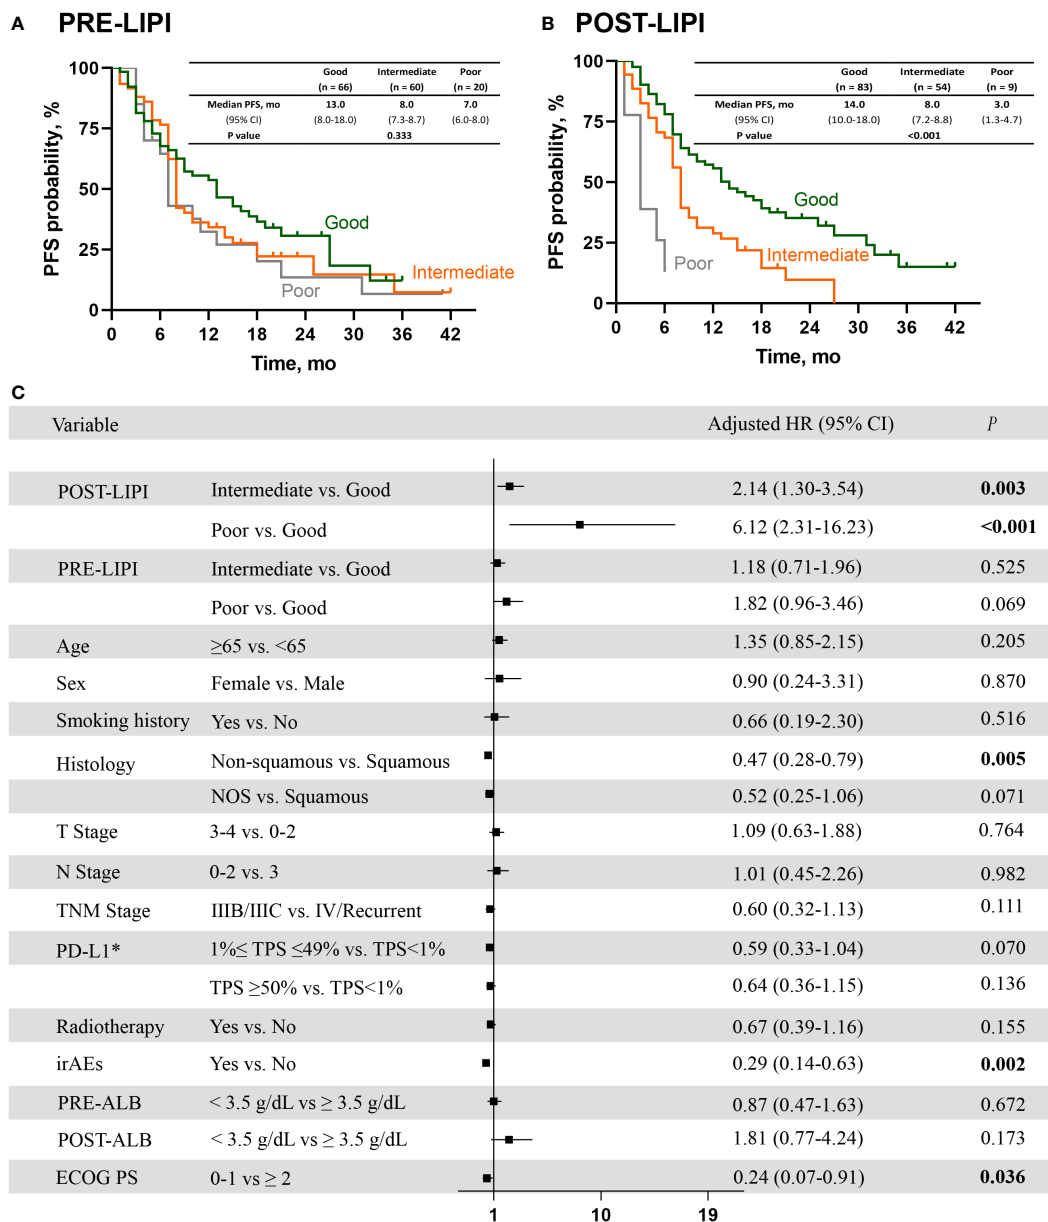 A PRE-LIPI
PFS probability, %
100
75
50
25
0
Good Intermediate Poor
(n = 66) (n = 60) (n = 20)
Median PFS, mo 13.0 8.0 7.0
(95% CI) (8.0-18.0) (7.3-8.7) (6.0-8.0)
P value 0.333
Good
Intermediate
Poor
0 6 12 18 24 30 36 42
Time, mo
B POST-LIPI
PFS probability, %
100
75
50
25
0
Good Intermediate Poor
(n = 83) (n = 54) (n = 9)
Median PFS, mo 14.0 8.0 3.0
(95% CI) (10.0-18.0) (7.2-8.8) (1.3-4.7)
P value <0.001
Good
Intermediate
Poor
0 6 12 18 24 30 36 42
Time, mo
C
Variable Adjusted HR (95% CI) P
POST-LIPI Intermediate vs. Good 2.14 (1.30-3.54) 0.003
Poor vs. Good 6.12 (2.31-16.23) <0.001
PRE-LIPI Intermediate vs. Good 1.18 (0.71-1.96) 0.525
Poor vs. Good 1.82 (0.96-3.46) 0.069
Age ≥65 vs. <65 1.35 (0.85-2.15) 0.205
Sex Female vs. Male 0.90 (0.24-3.31) 0.870
Smoking history Yes vs. No 0.66 (0.19-2.30) 0.516
Histology Non-squamous vs. Squamous 0.47 (0.28-0.79) 0.005
NOS vs. Squamous 0.52 (0.25-1.06) 0.071
T Stage 3-4 vs. 0-2 1.09 (0.63-1.88) 0.764
N Stage 0-2 vs. 3 1.01 (0.45-2.26) 0.982
TNM Stage IIIB/IIIC vs. IV/Recurrent 0.60 (0.32-1.13) 0.111
PD-L1* 1%≤ TPS ≤49% vs. TPS<1% 0.59 (0.33-1.04) 0.070
TPS ≥50% vs. TPS<1% 0.64 (0.36-1.15) 0.136
Radiotherapy Yes vs. No 0.67 (0.39-1.16) 0.155
irAEs Yes vs. No 0.29 (0.14-0.63) 0.002
PRE-ALB < 3.5 g/dL vs ≥ 3.5 g/dL 0.87 (0.47-1.63) 0.672
POST-ALB < 3.5 g/dL vs ≥ 3.5 g/dL 1.81 (0.77-4.24) 0.173
ECOG PS 0-1 vs ≥ 2 0.24 (0.07-0.91) 0.036
1 10 19